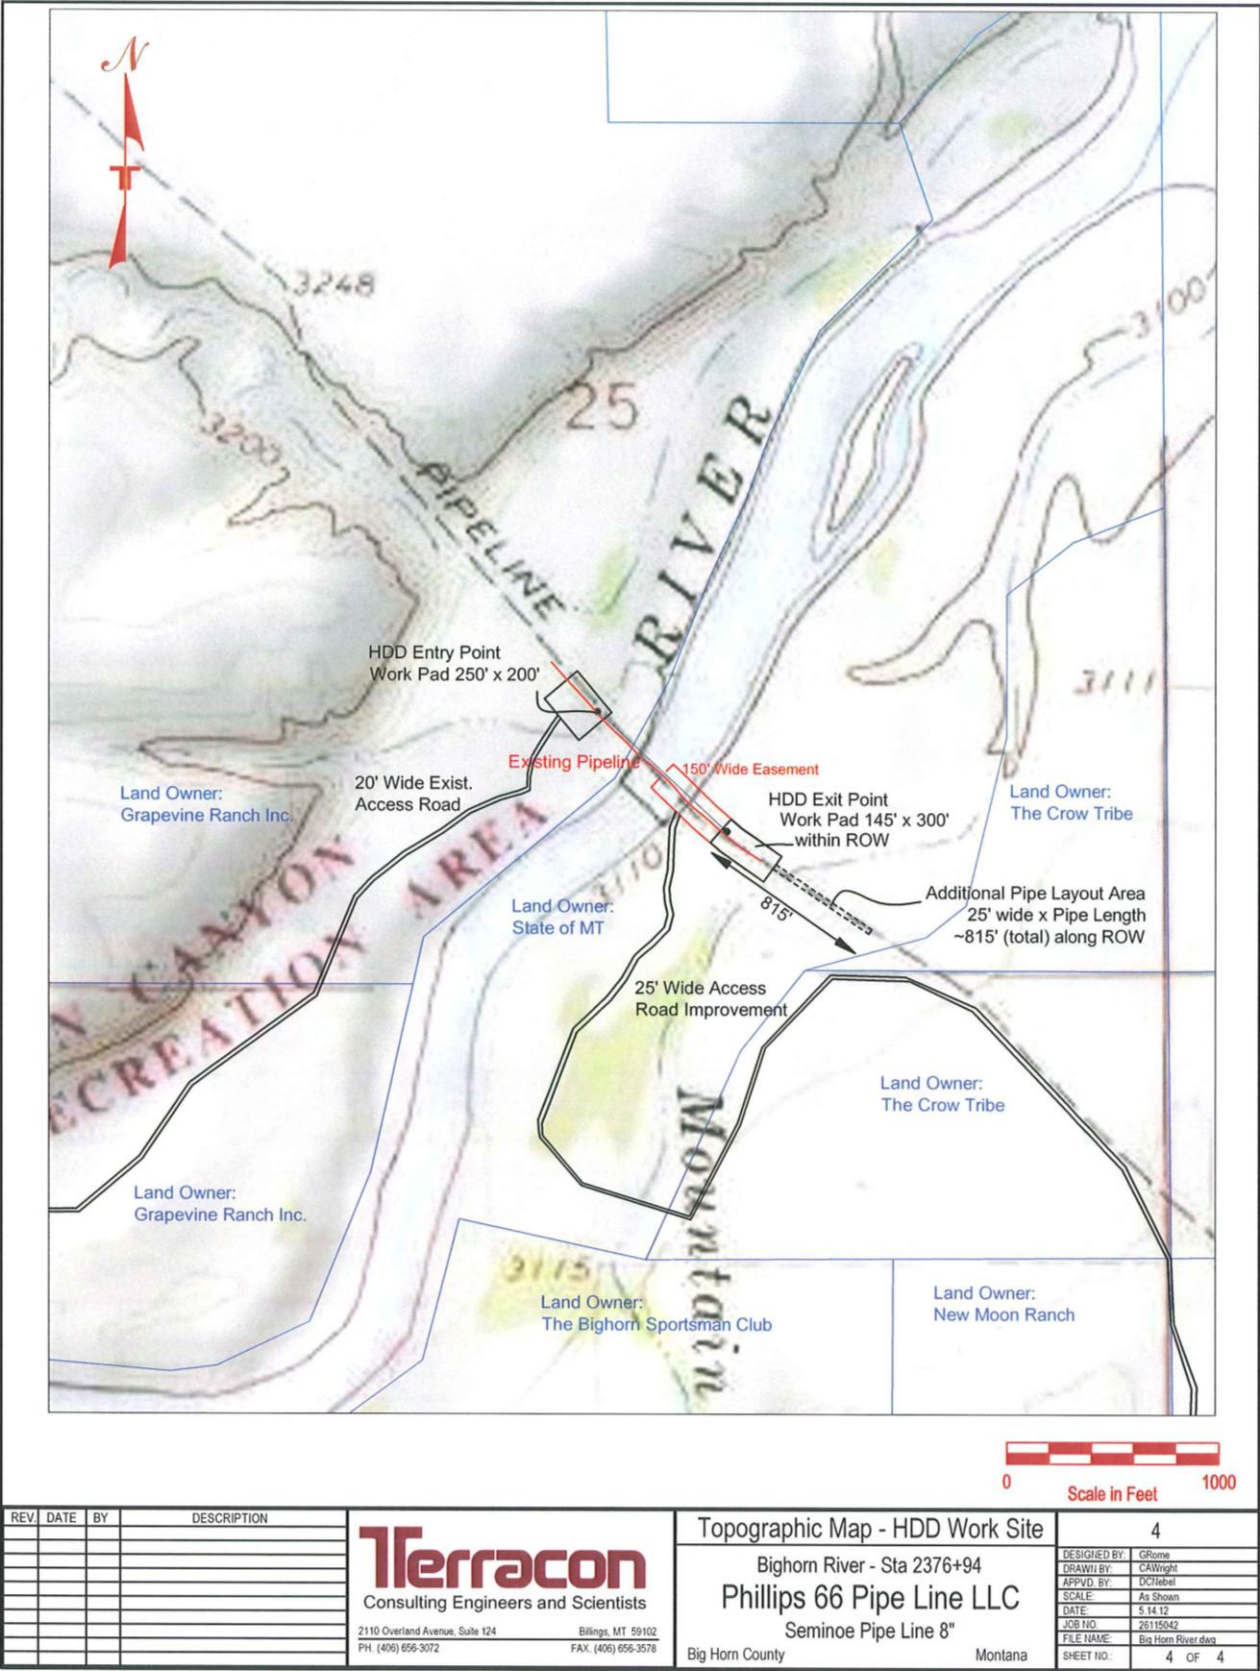 N
3248
3200
25
3100
PIPELINE
RIVER
HDD Entry Point
Work Pad 250' x 200'
3111
Existing Pipeline
150' Wide Easement
20' Wide Exist.
Access Road
Land Owner:
Grapevine Ranch Inc.
HDD Exit Point
Work Pad 145' x 300'
within ROW
Land Owner:
The Crow Tribe
CANYON
RECREATION AREA
3110
Land Owner:
State of MT
815'
Additional Pipe Layout Area
25' wide x Pipe Length
~815' (total) along ROW
25' Wide Access
Road Improvement
Land Owner:
The Crow Tribe
Mountain
Land Owner:
Grapevine Ranch Inc.
3115
Land Owner:
The Bighorn Sportsman Club
Land Owner:
New Moon Ranch
0 1000
Scale in Feet
REV. DATE BY DESCRIPTION
Terracon
Consulting Engineers and Scientists
2110 Overland Avenue, Suite 124 Billings, MT 59102
PH. (406) 656-3072 FAX. (406) 656-3578
Topographic Map - HDD Work Site
Bighorn River - Sta 2376+94
Phillips 66 Pipe Line LLC
Seminoe Pipe Line 8"
Big Horn County Montana
4
DESIGNED BY: GRome
DRAWN BY: CAWright
APPVD. BY: DCNebel
SCALE: As Shown
DATE: 5.14.12
JOB NO. 26115042
FILE NAME: Big Horn River.dwg
SHEET NO.: 4 OF 4